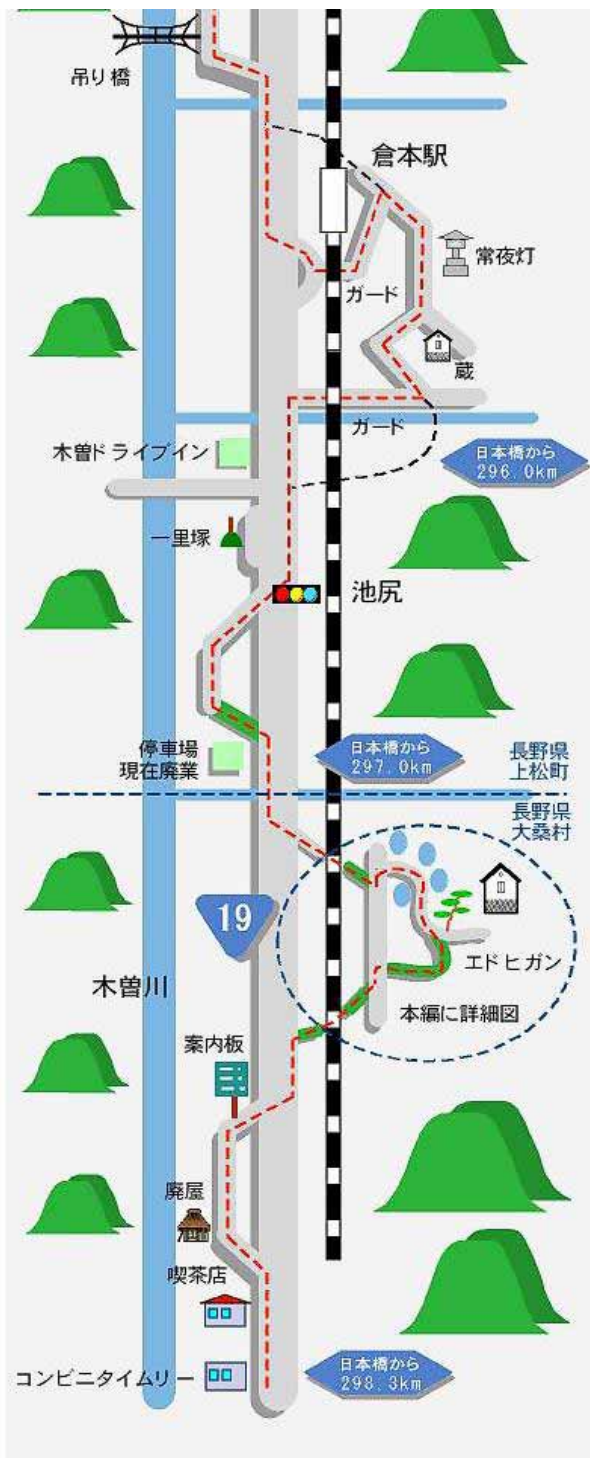 吊り橋
倉本駅
常夜灯
ガード
蔵
ガード
木曽ドライブイン
日本橋から
296.0km
一里塚
池尻
停車場
現在廃業
日本橋から
297.0km
長野県
上松町
長野県
大桑村
19
エドヒガン
木曽川
本編に詳細図
案内板
廃屋
喫茶店
コンビニタイムリー
日本橋から
298.3km